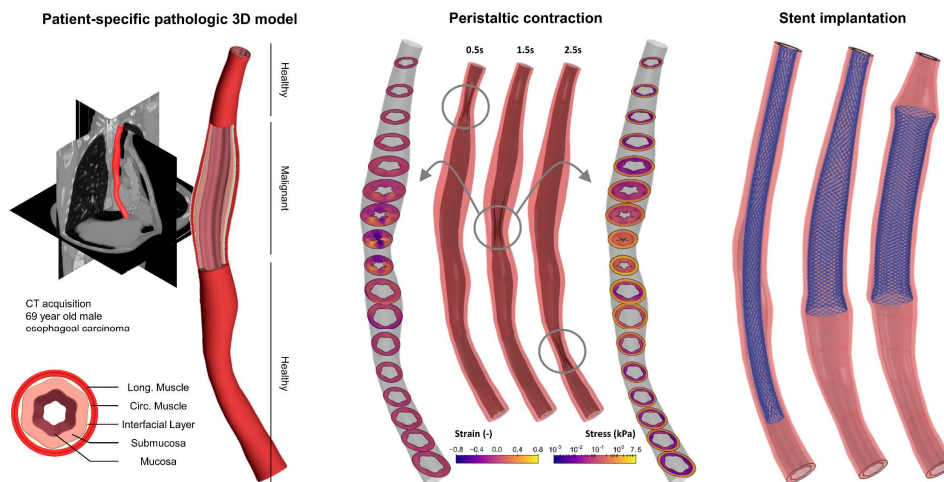 Patient-specific pathologic 3D model
Healthy
Malignant
Healthy
CT acquisition
69 year old male
esophageal carcinoma
Long. Muscle
Circ. Muscle
Interfacial Layer
Submucosa
Mucosa
Peristaltic contraction
0.5s
1.5s
2.5s
Strain (-)
-0.8
-0.4
0.0
0.4
0.8
Stress (kPa)
10⁻³
10⁻²
10⁻¹
10⁰
7.5
Stent implantation